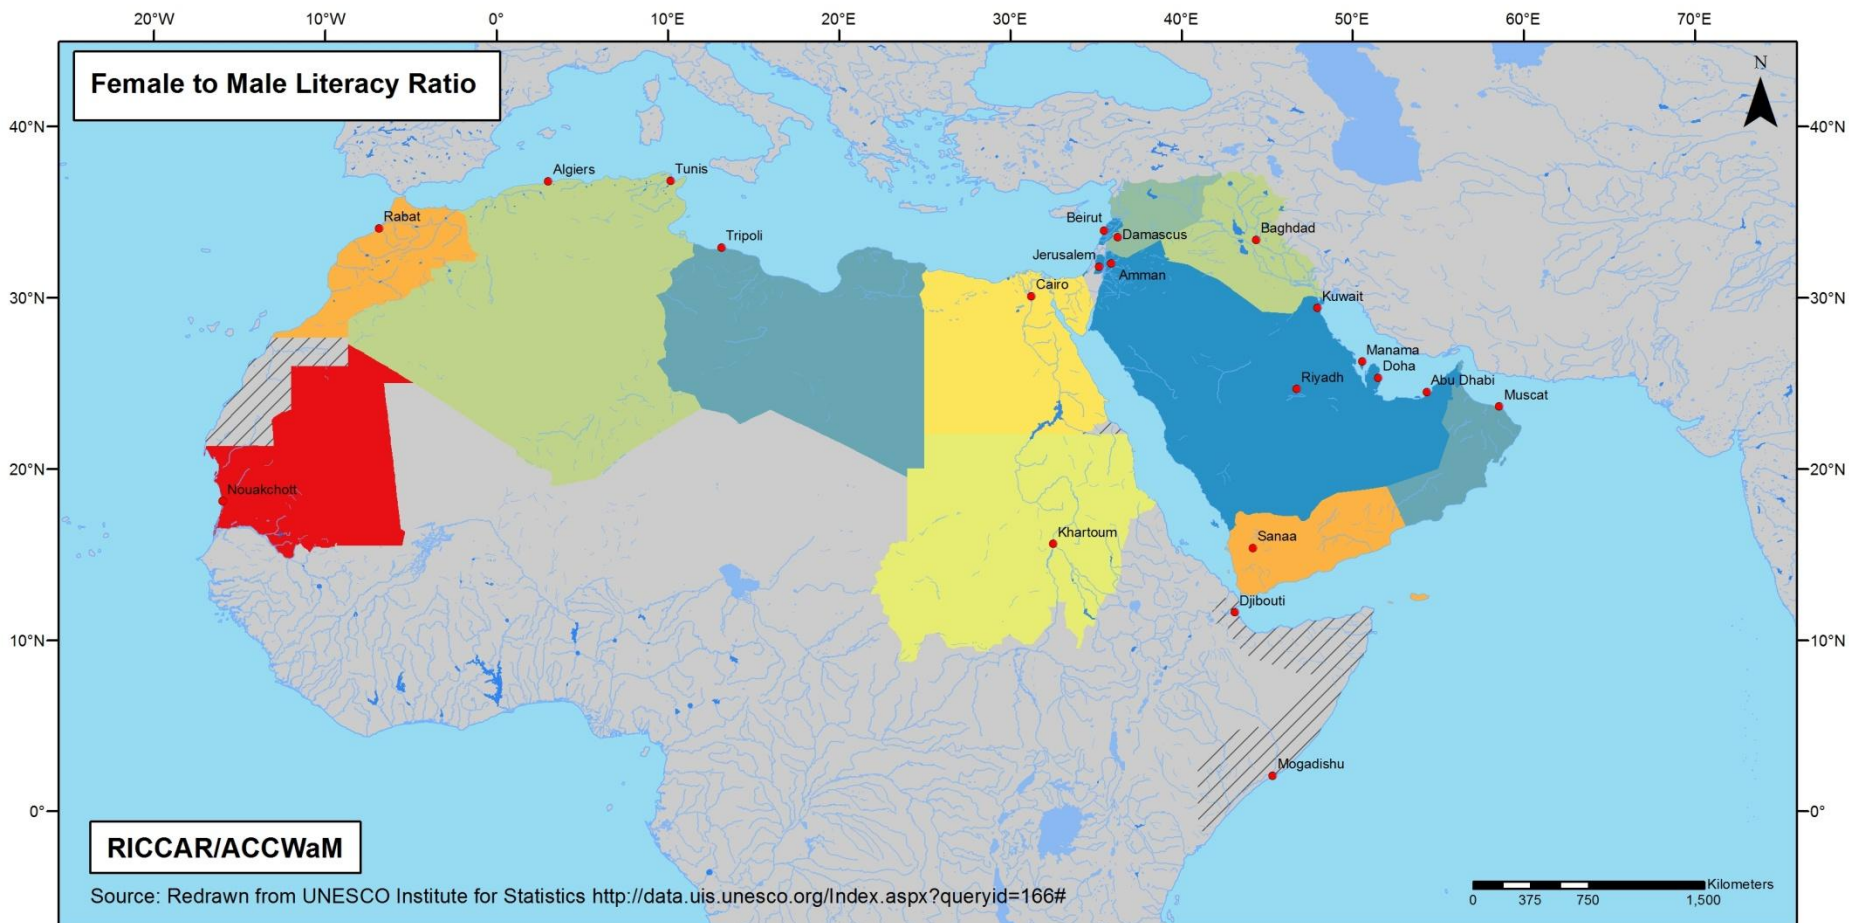 20°W 10°W 0° 10°E 20°E 30°E 40°E 50°E 60°E 70°E
Female to Male Literacy Ratio
N
40°N 40°N
Algiers Tunis
Rabat
Beirut
Baghdad
Damascus
Tripoli
Jerusalem
Amman
Cairo
30°N 30°N
Kuwait
Manama
Doha
Riyadh
Abu Dhabi
Muscat
20°N 20°N
Nouakchott
Khartoum
Sanaa
Djibouti
10°N 10°N
Mogadishu
0° 0°
RICCAR/ACCWaM
Source: Redrawn from UNESCO Institute for Statistics http://data.uis.unesco.org/Index.aspx?queryid=166#
Kilometers
0 375 750 1,500